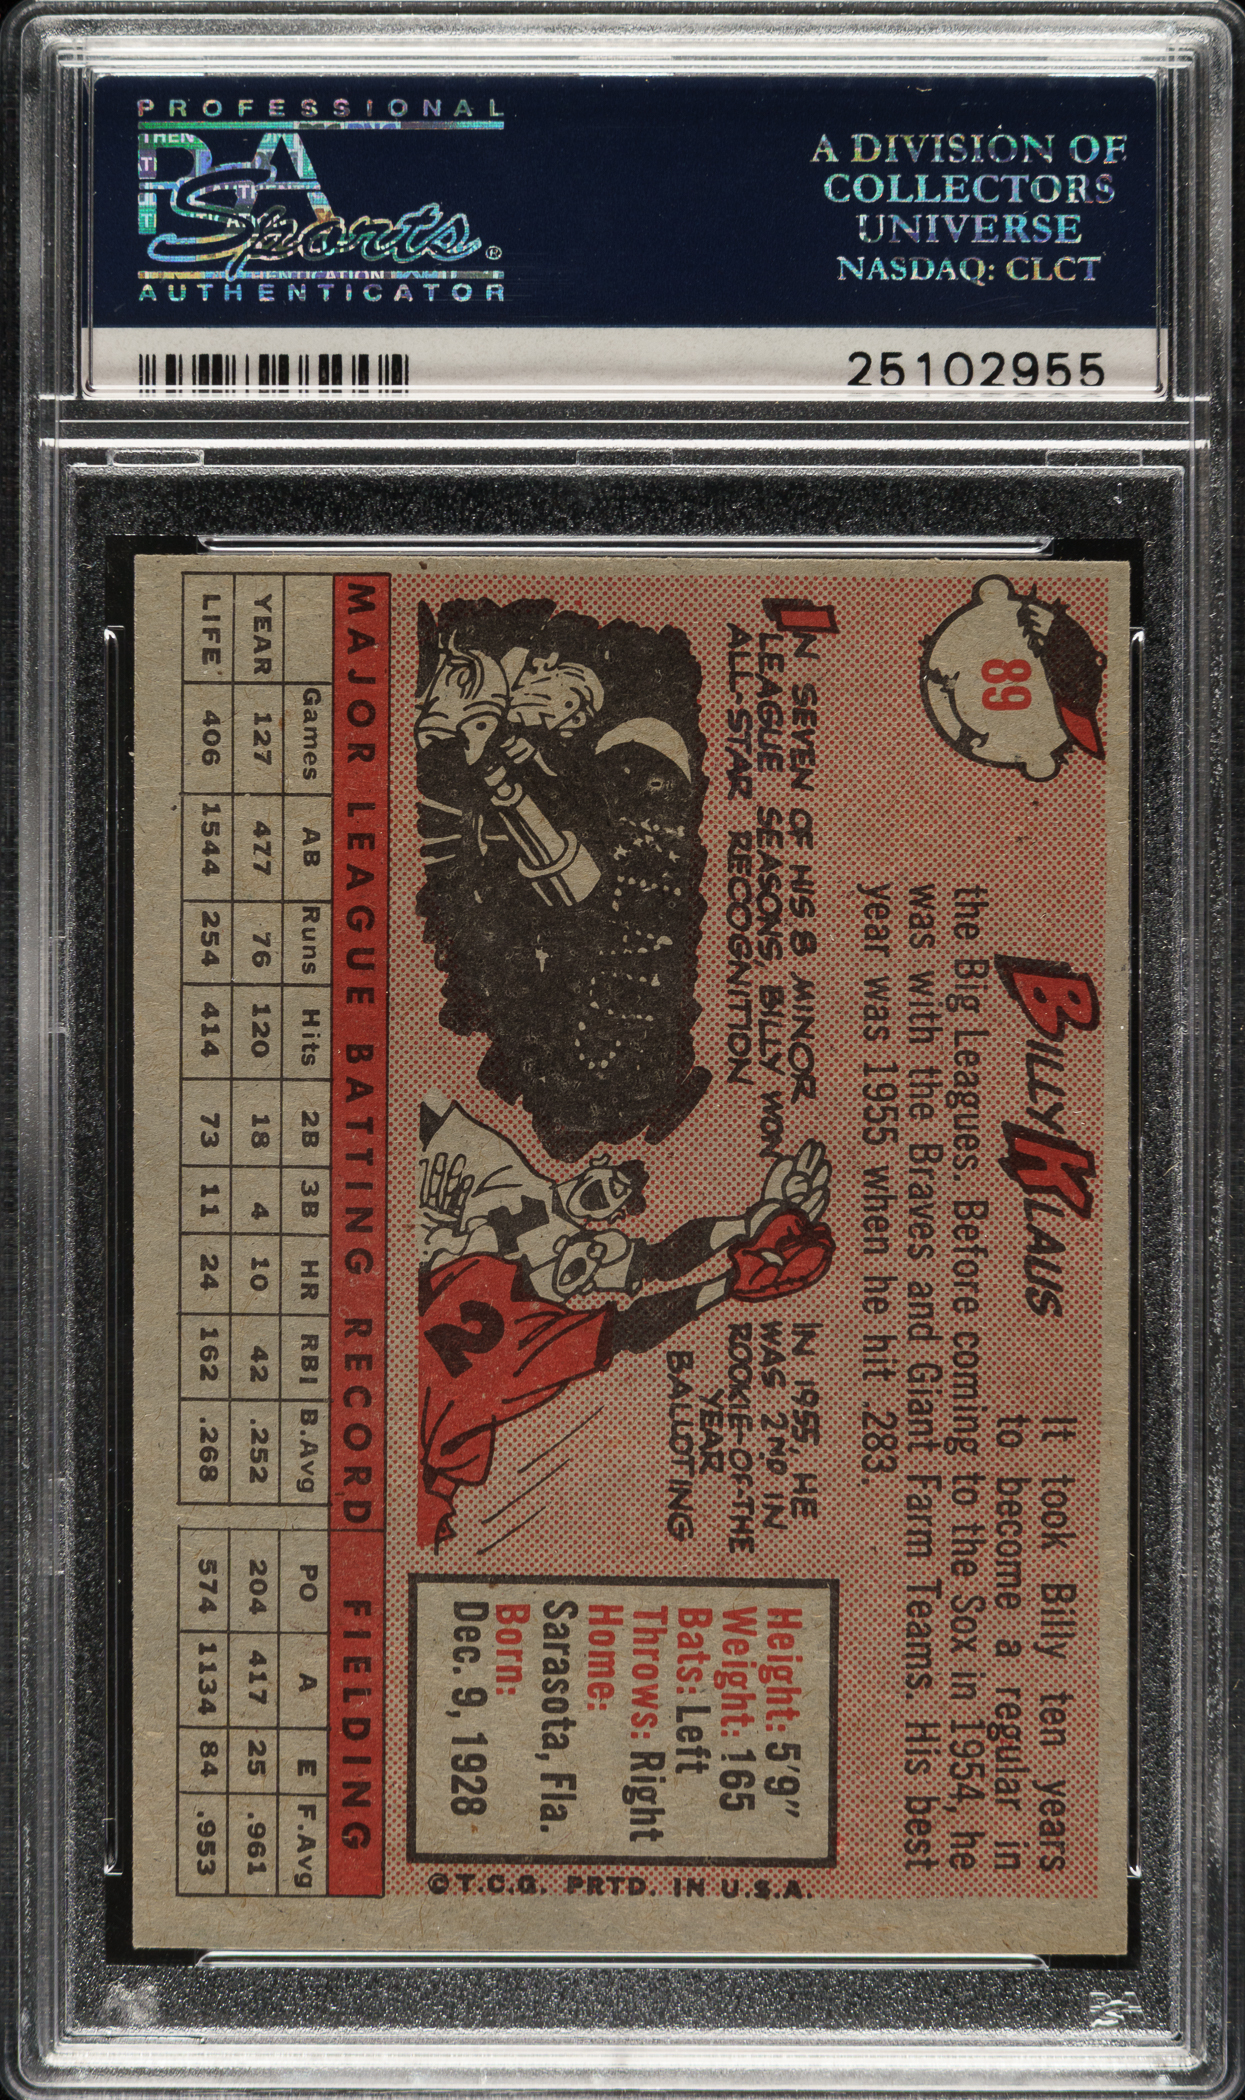 PROFESSIONAL
PSA
Sports®
AUTHENTICATOR
A DIVISION OF
COLLECTORS
UNIVERSE
NASDAQ: CLCT
25102955
89
BILLY KLAUS
It took Billy ten years
to become a regular in
the Big Leagues. Before coming to the Sox in 1954, he
was with the Braves and Giant Farm Teams. His best
year was 1955 when he hit .283.
IN SEVEN OF HIS 8 MINOR
LEAGUE SEASONS, BILLY WON
ALL-STAR RECOGNITION
IN 1955, HE
WAS 2ND IN
ROOKIE-OF-THE
YEAR
BALLOTING
2
Height: 5'9"
Weight: 165
Bats: Left
Throws: Right
Home:
Sarasota, Fla.
Born:
Dec. 9, 1928
©T.C.G. PRTD. IN U.S.A.
MAJOR LEAGUE BATTING RECORD FIELDING
Games AB Runs Hits 2B 3B HR RBI B.Avg PO A E F.Avg
YEAR 127 477 76 120 18 4 10 42 .252 204 417 25 .961
LIFE 406 1544 254 414 73 11 24 162 .268 574 1134 84 .953
PSA